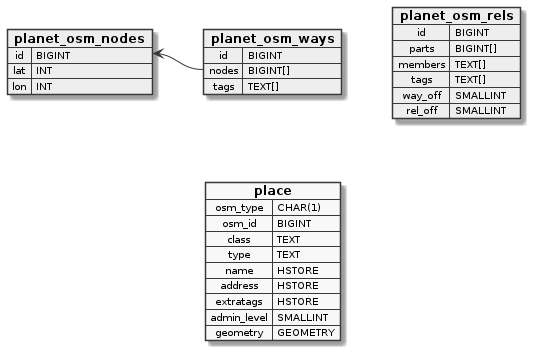 planet_osm_nodes
id BIGINT
lat INT
lon INT
planet_osm_ways
id BIGINT
nodes BIGINT[]
tags TEXT[]
planet_osm_rels
id BIGINT
parts BIGINT[]
members TEXT[]
tags TEXT[]
way_off SMALLINT
rel_off SMALLINT
place
osm_type CHAR(1)
osm_id BIGINT
class TEXT
type TEXT
name HSTORE
address HSTORE
extratags HSTORE
admin_level SMALLINT
geometry GEOMETRY